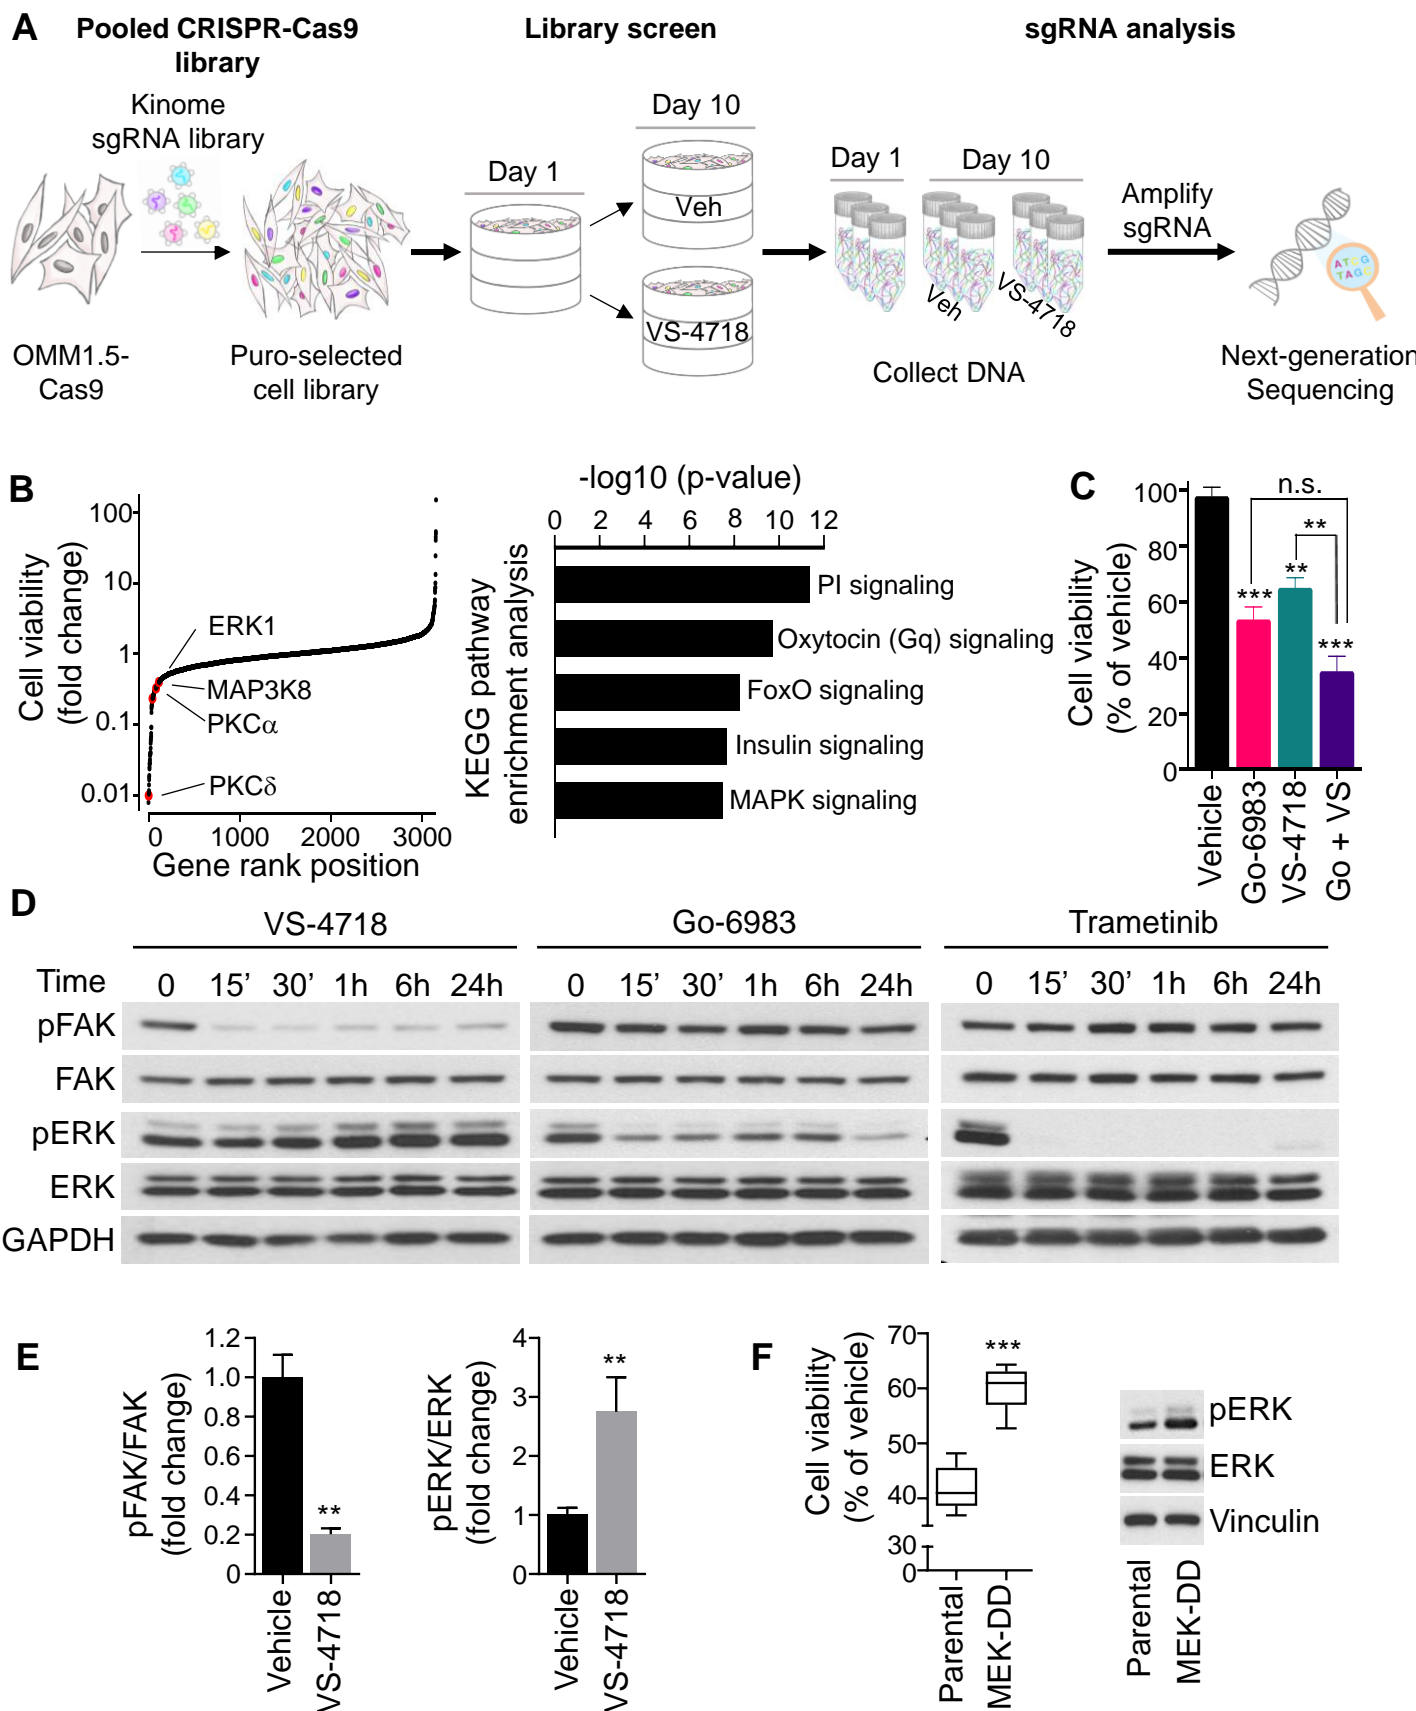 A
Pooled CRISPR-Cas9
library
Library screen
sgRNA analysis
Kinome
sgRNA library
Day 1
Day 10
Veh
VS-4718
Day 1
Day 10
Veh
VS-4718
Amplify
sgRNA
ATCG
TAGC
OMM1.5-
Cas9
Puro-selected
cell library
Collect DNA
Next-generation
Sequencing
B
Cell viability
(fold change)
100
10
1
0.1
0.01
ERK1
MAP3K8
PKCα
PKCδ
0 1000 2000 3000
Gene rank position
-log10 (p-value)
0 2 4 6 8 10 12
KEGG pathway
enrichment analysis
PI signaling
Oxytocin (Gq) signaling
FoxO signaling
Insulin signaling
MAPK signaling
C
Cell viability
(% of vehicle)
100
80
60
40
20
0
n.s.
**
**
***
***
Vehicle
Go-6983
VS-4718
Go + VS
D
VS-4718 Go-6983 Trametinib
Time 0 15’ 30’ 1h 6h 24h 0 15’ 30’ 1h 6h 24h 0 15’ 30’ 1h 6h 24h
pFAK
FAK
pERK
ERK
GAPDH
E
pFAK/FAK
(fold change)
1.2
1.0
0.8
0.6
0.4
0.2
0
**
Vehicle
VS-4718
pERK/ERK
(fold change)
4
3
2
1
0
**
Vehicle
VS-4718
F
Cell viability
(% of vehicle)
70
60
50
40
30
0
***
Parental
MEK-DD
pERK
ERK
Vinculin
Parental
MEK-DD